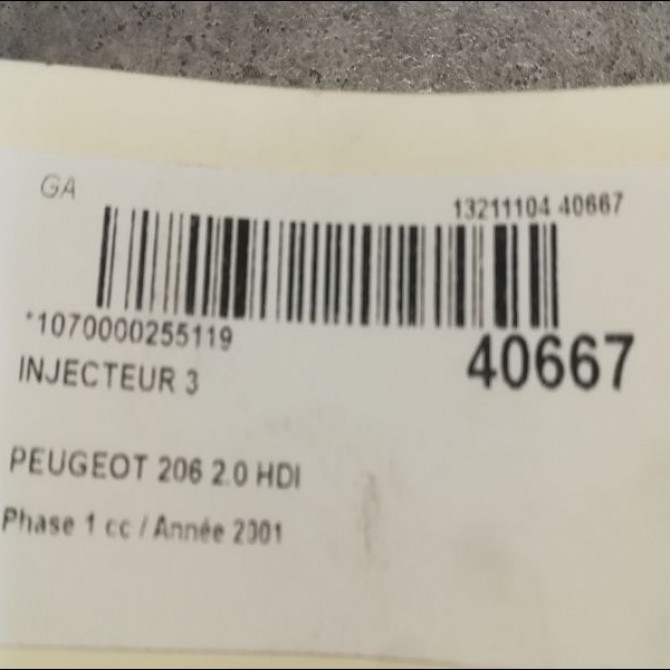 GA
13211104 40667
*1070000255119
40667
INJECTEUR 3
PEUGEOT 206 2.0 HDI
Phase 1 cc / Année 2001